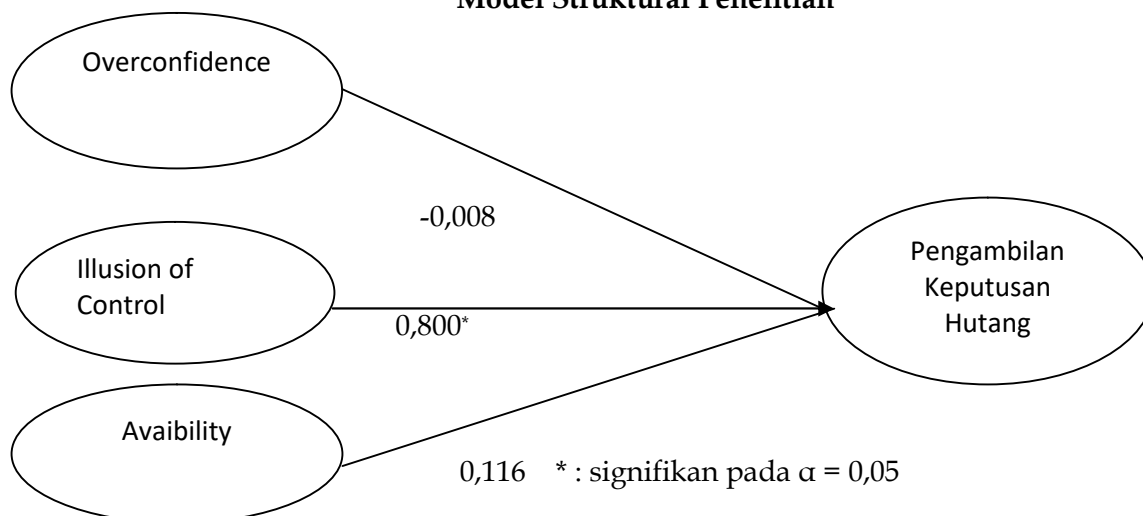 Model Struktural Penelitian
Overconfidence
-0,008
Illusion of
Control
0,800*
Pengambilan
Keputusan
Hutang
Avaibility
0,116 * : signifikan pada α = 0,05